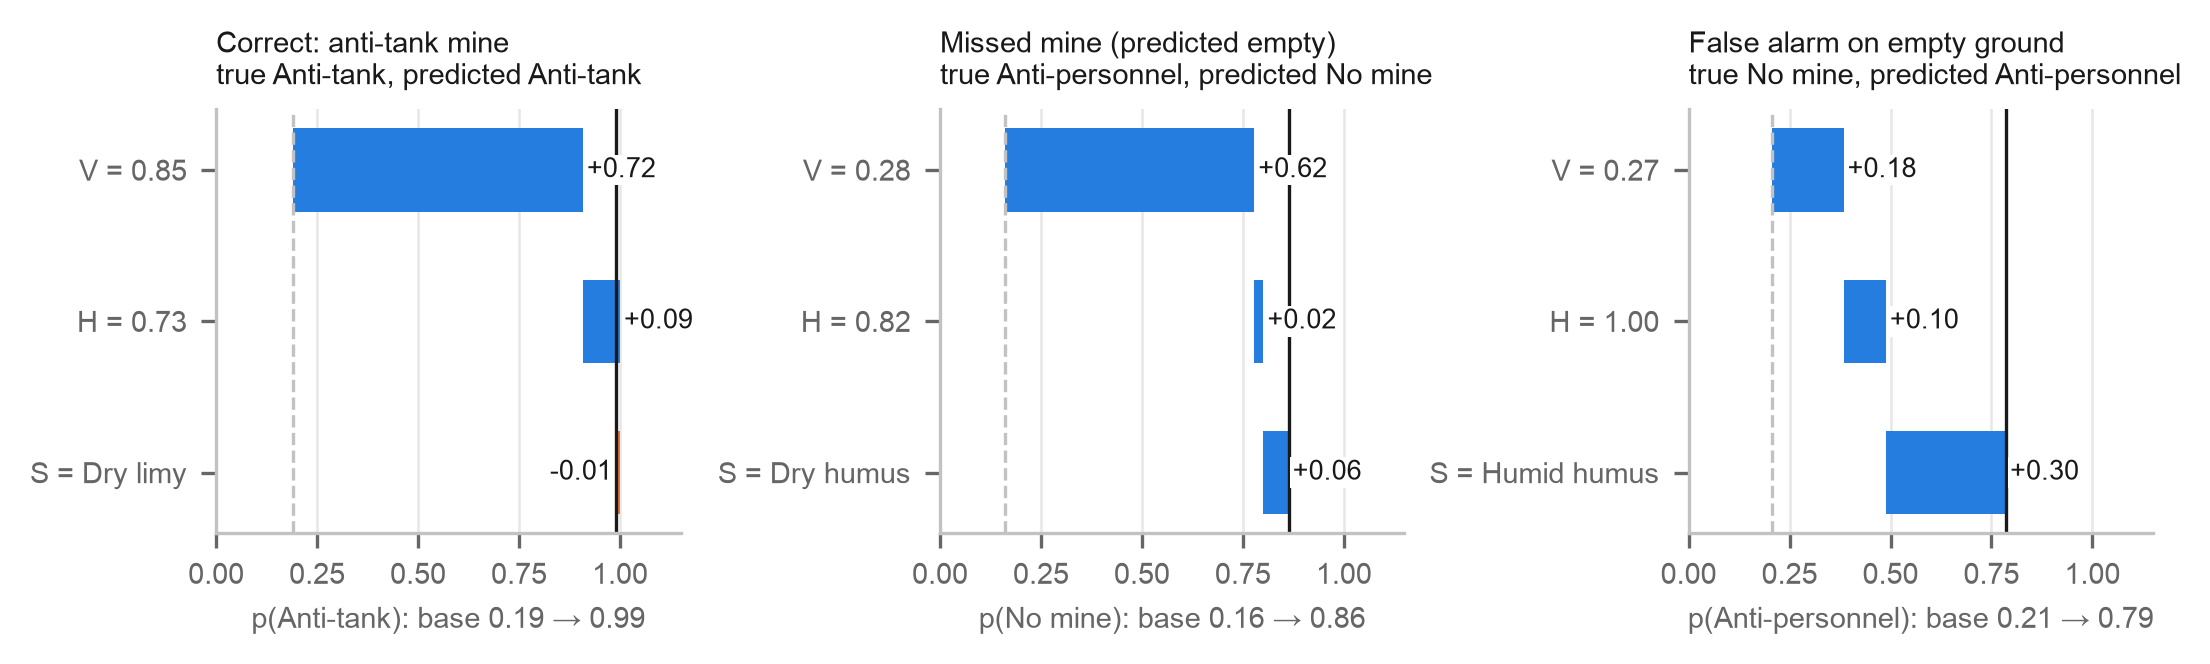 Correct: anti-tank mine
true Anti-tank, predicted Anti-tank
V = 0.85
+0.72
H = 0.73
+0.09
S = Dry limy
-0.01
0.00 0.25 0.50 0.75 1.00
p(Anti-tank): base 0.19 → 0.99
Missed mine (predicted empty)
true Anti-personnel, predicted No mine
V = 0.28
+0.62
H = 0.82
+0.02
S = Dry humus
+0.06
0.00 0.25 0.50 0.75 1.00
p(No mine): base 0.16 → 0.86
False alarm on empty ground
true No mine, predicted Anti-personnel
V = 0.27
+0.18
H = 1.00
+0.10
S = Humid humus
+0.30
0.00 0.25 0.50 0.75 1.00
p(Anti-personnel): base 0.21 → 0.79